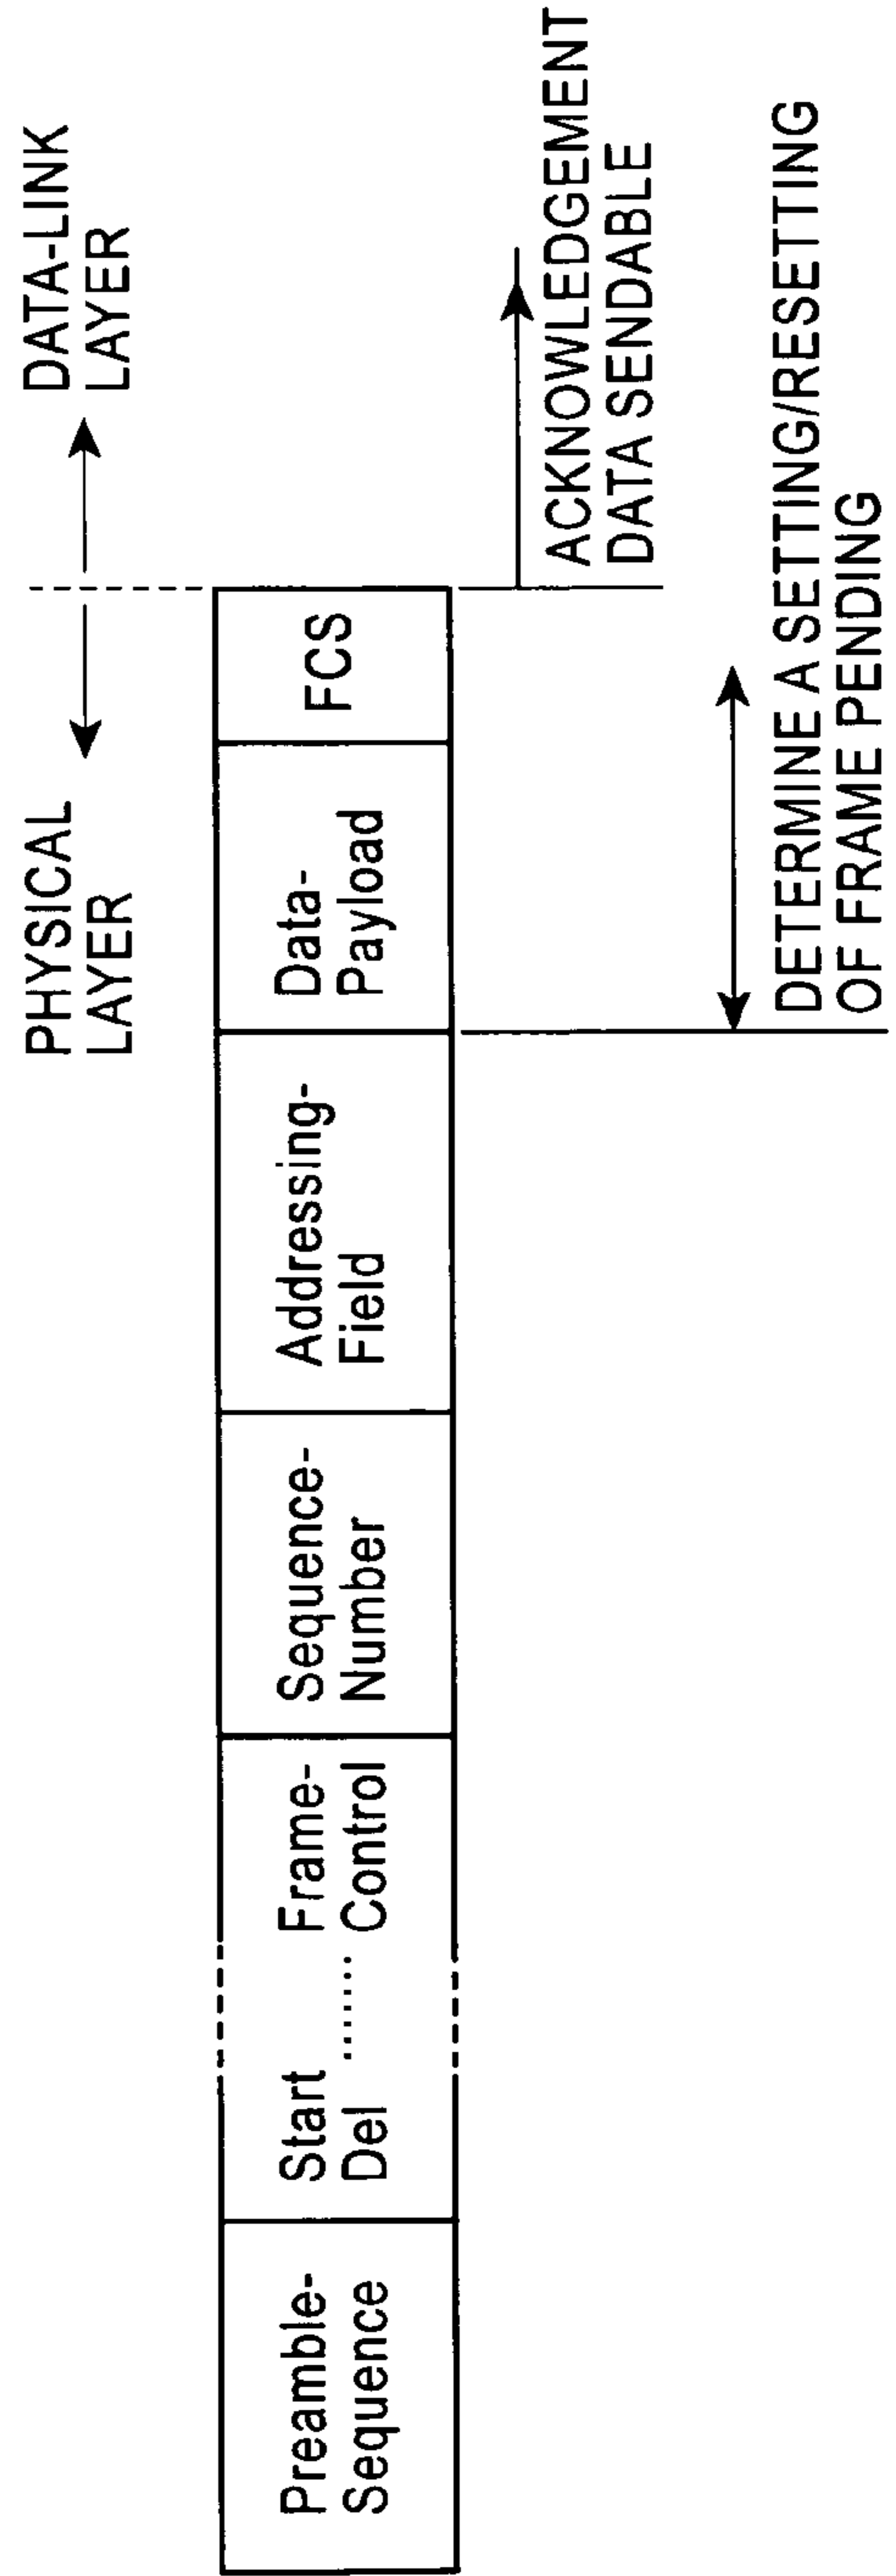 PHYSICAL
LAYER
DATA-LINK
LAYER
Preamble-
Sequence
Start
Del ....... 
Frame-
Control
Sequence-
Number
Addressing-
Field
Data-
Payload
FCS
ACKNOWLEDGEMENT
DATA SENDABLE
DETERMINE A SETTING/RESETTING
OF FRAME PENDING